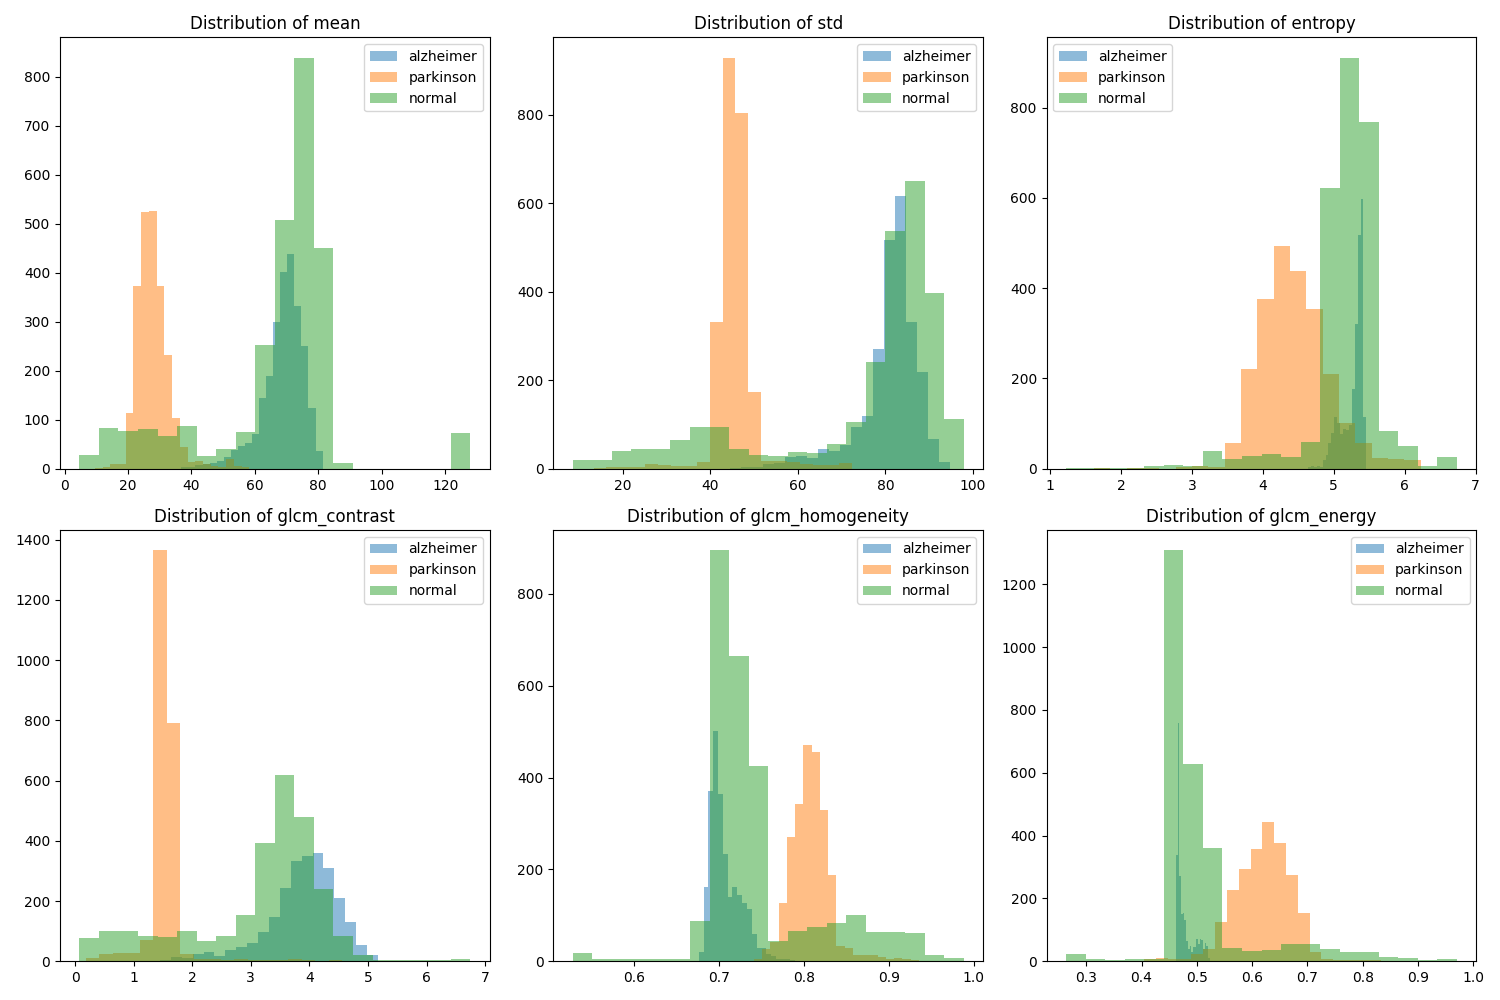 Distribution of mean
alzheimer
parkinson
normal
800
700
600
500
400
300
200
100
0
0 20 40 60 80 100 120
Distribution of std
alzheimer
parkinson
normal
800
600
400
200
0
20 40 60 80 100
Distribution of entropy
alzheimer
parkinson
normal
800
600
400
200
0
1 2 3 4 5 6 7
Distribution of glcm_contrast
alzheimer
parkinson
normal
1400
1200
1000
800
600
400
200
0
0 1 2 3 4 5 6 7
Distribution of glcm_homogeneity
alzheimer
parkinson
normal
800
600
400
200
0
0.6 0.7 0.8 0.9 1.0
Distribution of glcm_energy
alzheimer
parkinson
normal
1200
1000
800
600
400
200
0
0.3 0.4 0.5 0.6 0.7 0.8 0.9 1.0